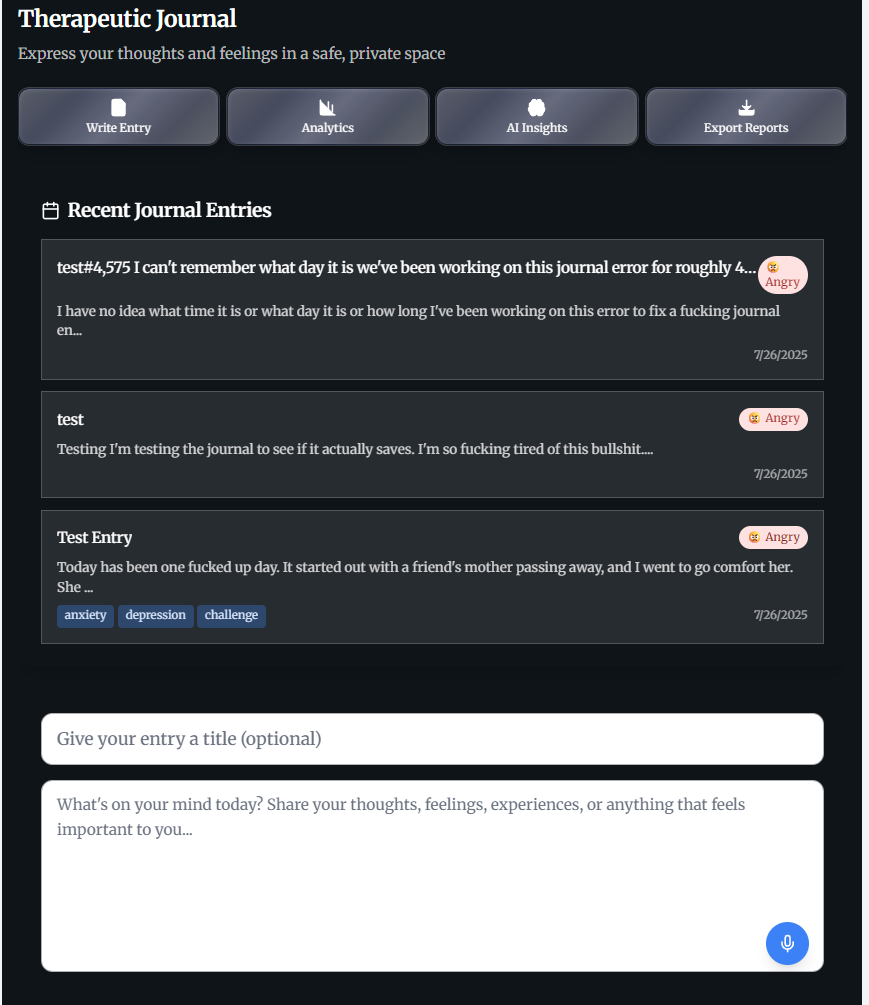 Therapeutic Journal
Express your thoughts and feelings in a safe, private space
Write Entry
Analytics
AI Insights
Export Reports
Recent Journal Entries
test#4,575 I can't remember what day it is we've been working on this journal error for roughly 4...
Angry
I have no idea what time it is or what day it is or how long I've been working on this error to fix a fucking journal
en...
7/26/2025
test
Angry
Testing I'm testing the journal to see if it actually saves. I'm so fucking tired of this bullshit....
7/26/2025
Test Entry
Angry
Today has been one fucked up day. It started out with a friend's mother passing away, and I went to go comfort her.
She ...
anxiety depression challenge
7/26/2025
Give your entry a title (optional)
What's on your mind today? Share your thoughts, feelings, experiences, or anything that feels
important to you...